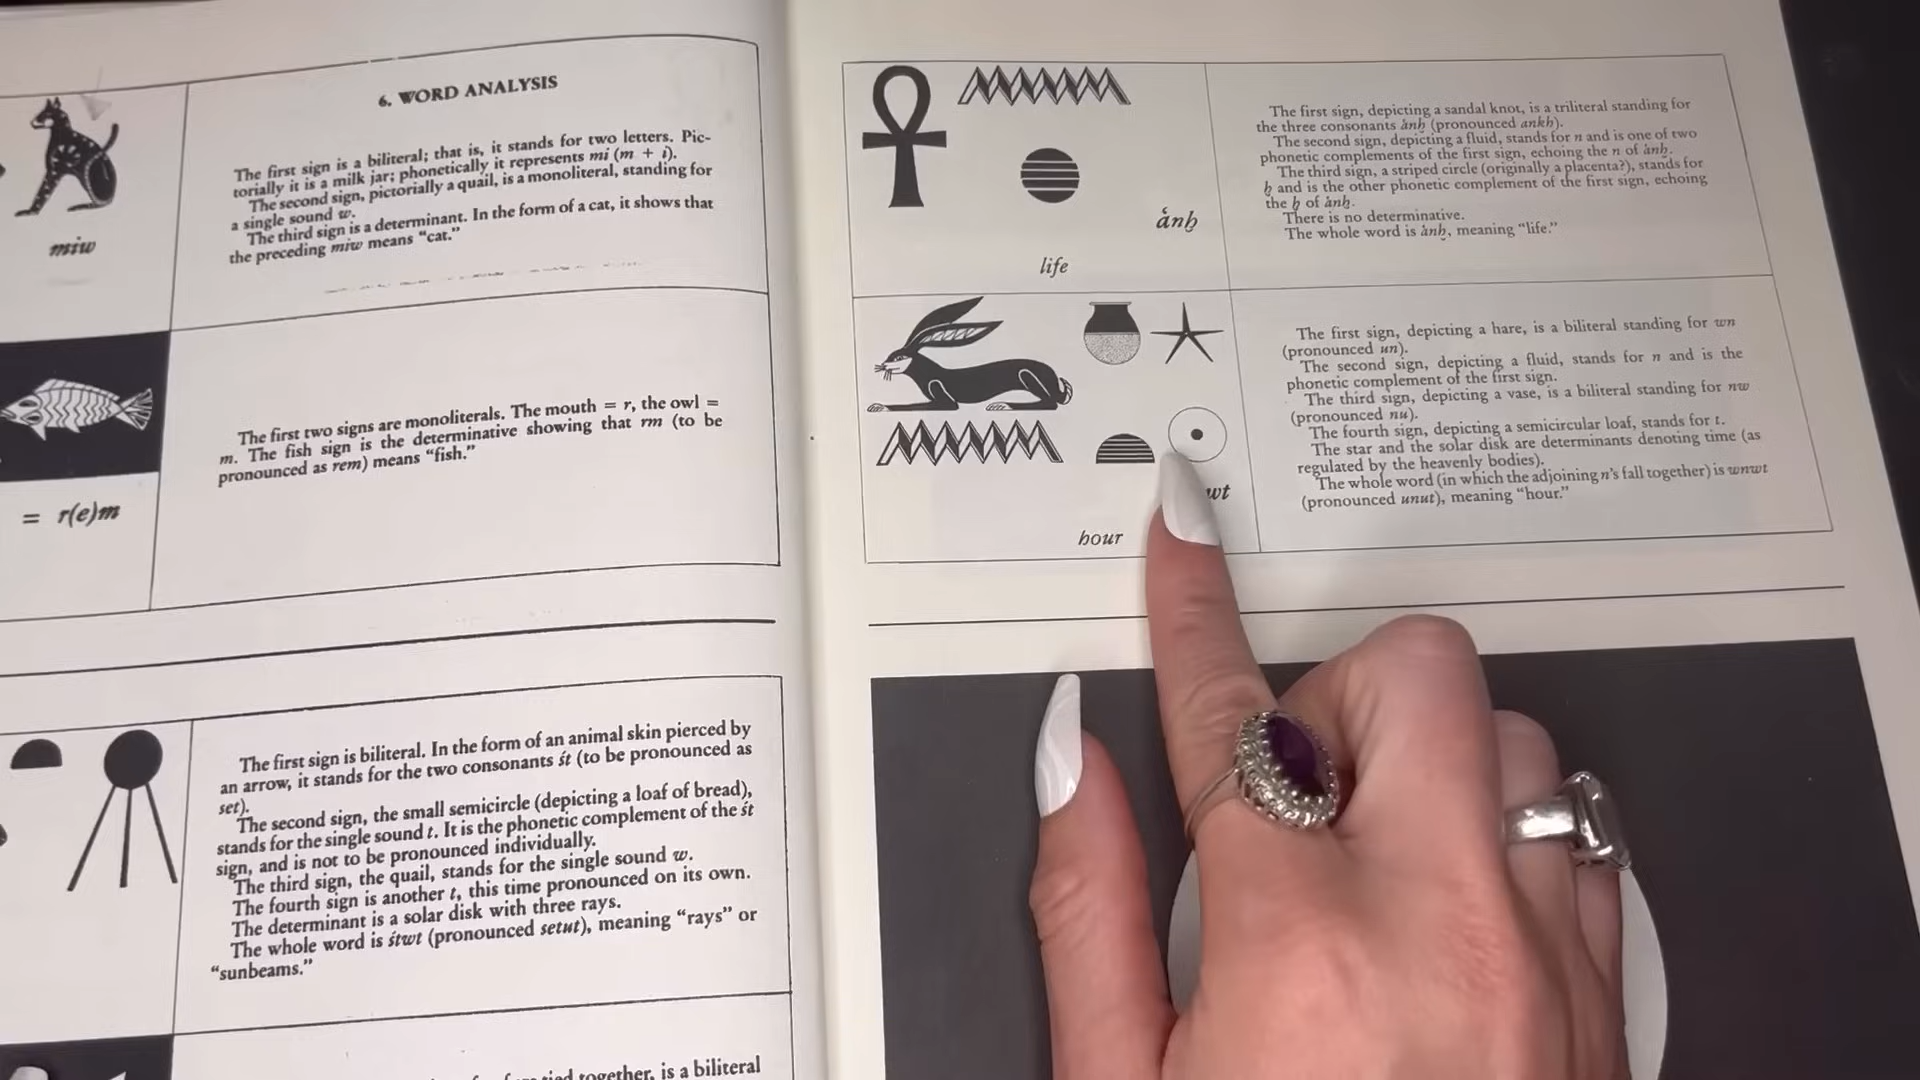 6. WORD ANALYSIS
The first sign is a biliteral; that is, it stands for two letters. Pic-
torially it is a milk jar; phonetically it represents mi (m + i).
The second sign, pictorially a quail, is a monoliteral, standing for
a single sound w.
The third sign is a determinant. In the form of a cat, it shows that
the preceding miw means “cat.”
miw
The first two signs are monoliterals. The mouth = r, the owl =
m. The fish sign is the determinative showing that rm (to be
pronounced as rem) means “fish.”
= r(e)m
The first sign is biliteral. In the form of an animal skin pierced by
an arrow, it stands for the two consonants śt (to be pronounced as
set).
The second sign, the small semicircle (depicting a loaf of bread),
stands for the single sound t. It is the phonetic complement of the śt
sign, and is not to be pronounced individually.
The third sign, the quail, stands for the single sound w.
The fourth sign is another t, this time pronounced on its own.
The determinant is a solar disk with three rays.
The whole word is śtwt (pronounced setut), meaning “rays” or
“sunbeams.”
together, is a biliteral
ȧnḫ
life
The first sign, depicting a sandal knot, is a triliteral standing for
the three consonants ȧnḫ (pronounced ankh).
The second sign, depicting a fluid, stands for n and is one of two
phonetic complements of the first sign, echoing the n of ȧnḫ.
The third sign, a striped circle (originally a placenta?), stands for
ḫ and is the other phonetic complement of the first sign, echoing
the ḫ of ȧnḫ.
There is no determinative.
The whole word is ȧnḫ, meaning “life.”
wt
hour
The first sign, depicting a hare, is a biliteral standing for wn
(pronounced un).
The second sign, depicting a fluid, stands for n and is the
phonetic complement of the first sign.
The third sign, depicting a vase, is a biliteral standing for nw
(pronounced nu).
The fourth sign, depicting a semicircular loaf, stands for t.
The star and the solar disk are determinants denoting time (as
regulated by the heavenly bodies).
The whole word (in which the adjoining n’s fall together) is wnwt
(pronounced unut), meaning “hour.”